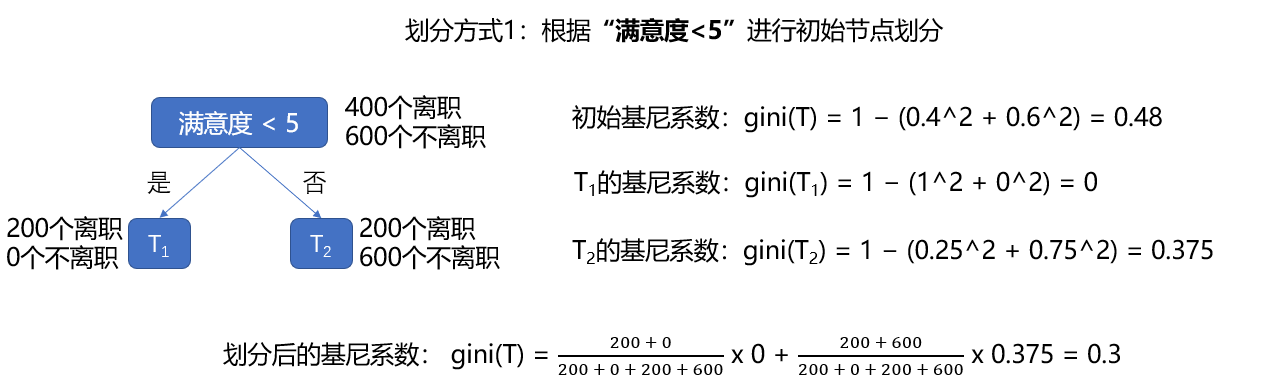 划分方式1：根据“满意度<5”进行初始节点划分
满意度 < 5
400个离职
600个不离职
初始基尼系数：gini(T) = 1 − (0.4^2 + 0.6^2) = 0.48
是
否
T₁的基尼系数：gini(T₁) = 1 − (1^2 + 0^2) = 0
200个离职
0个不离职
T₁
T₂
200个离职
600个不离职
T₂的基尼系数：gini(T₂) = 1 − (0.25^2 + 0.75^2) = 0.375
划分后的基尼系数： gini(T) = (200 + 0)/(200 + 0 + 200 + 600) x 0 + (200 + 600)/(200 + 0 + 200 + 600) x 0.375 = 0.3